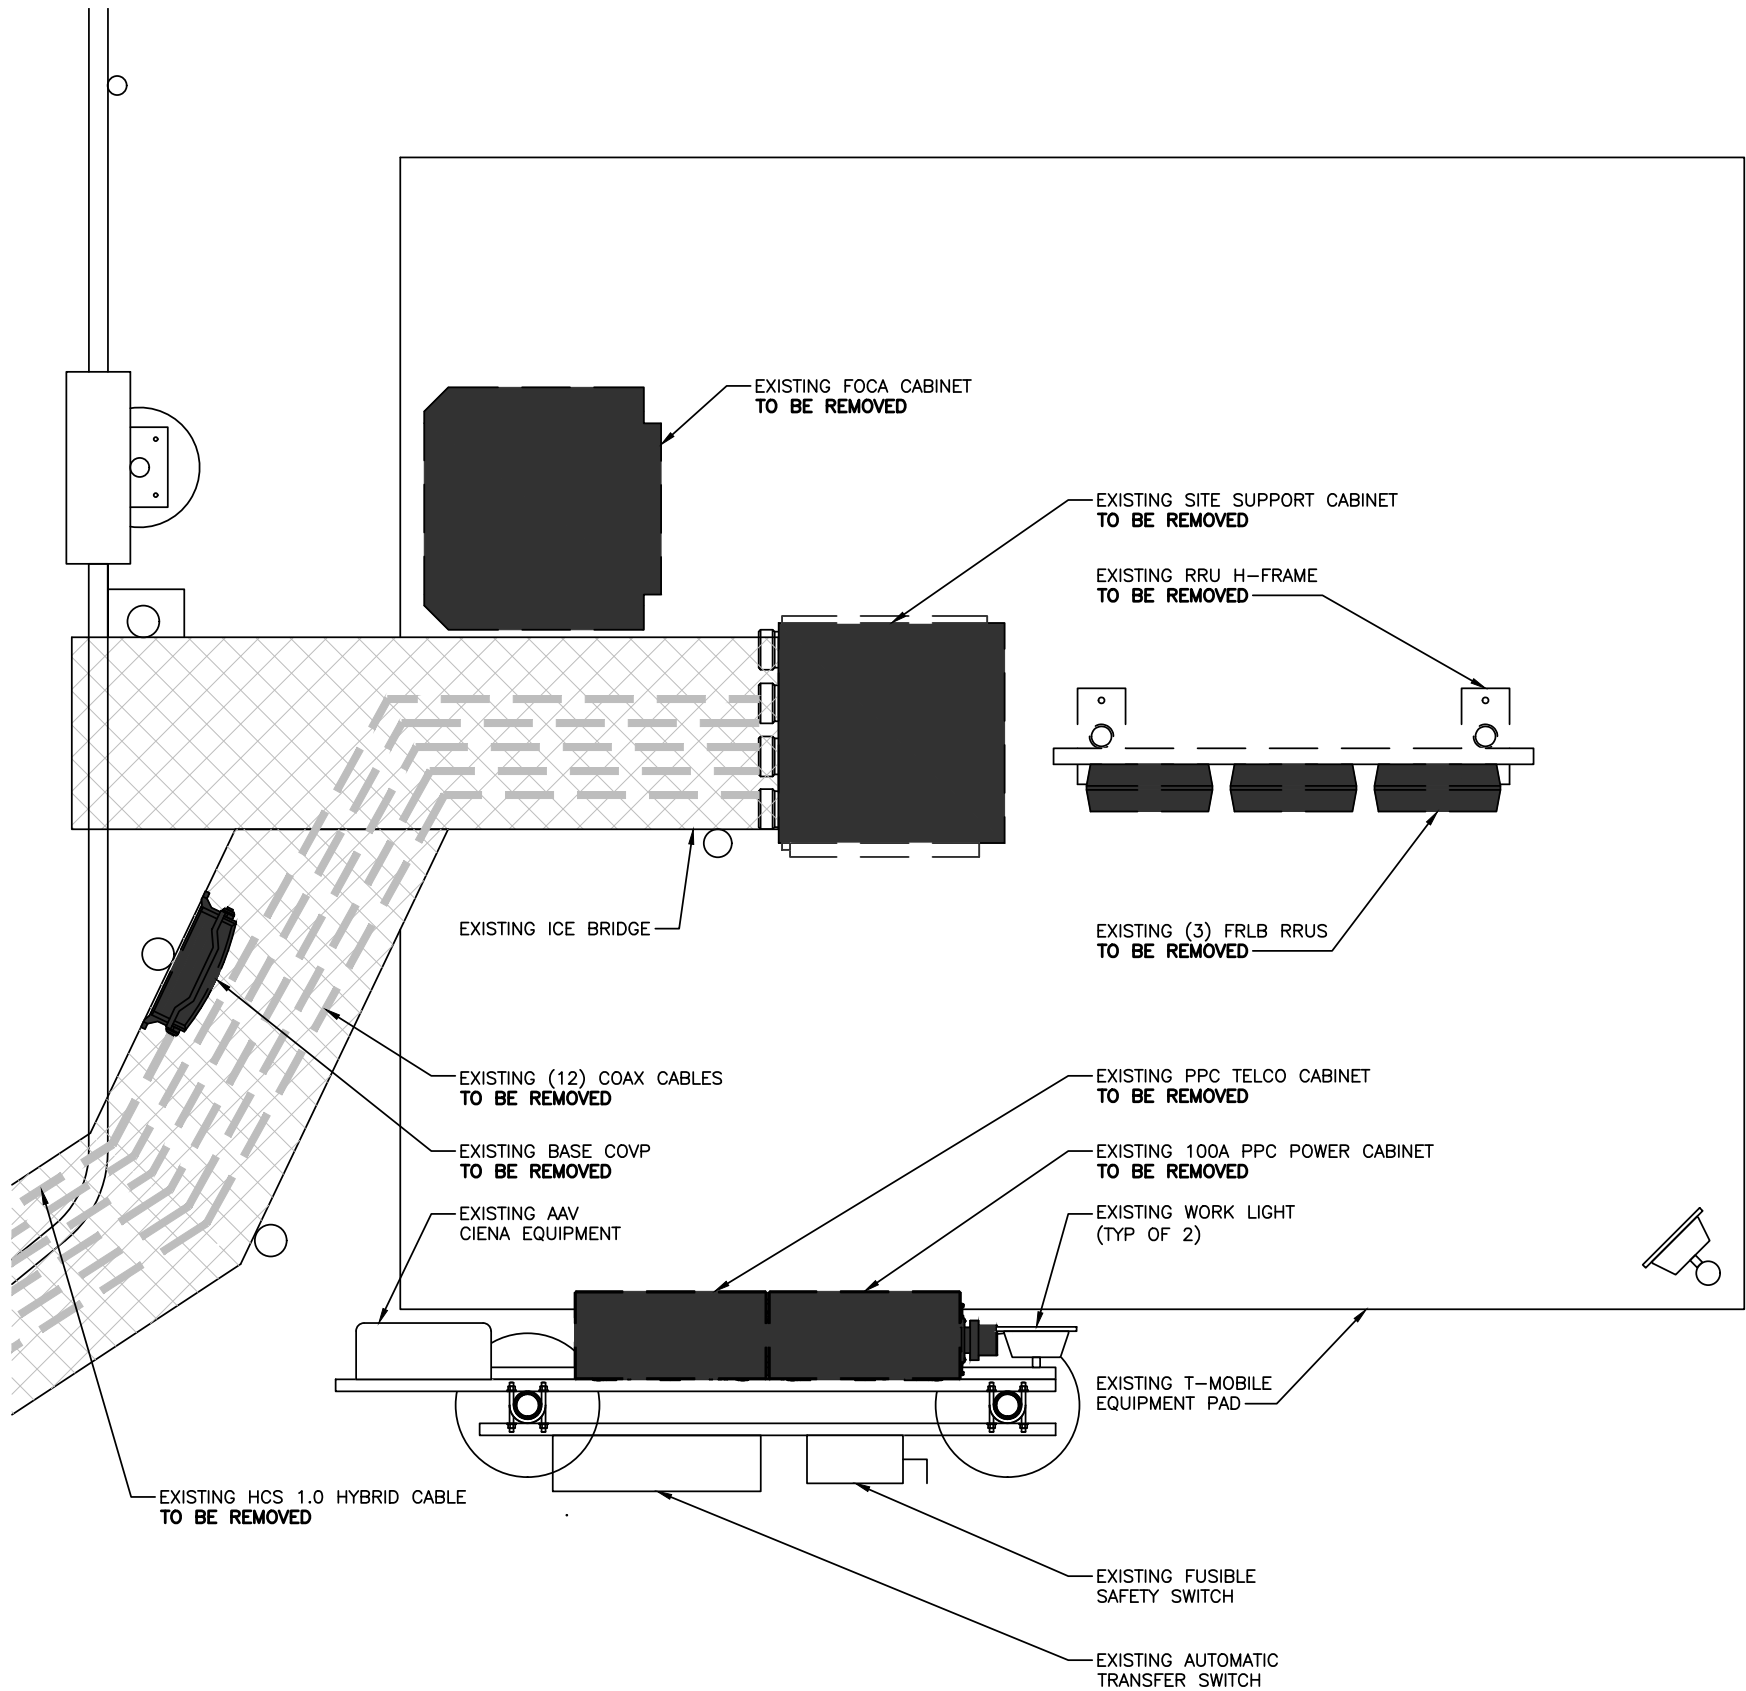 EXISTING FOCA CABINET
TO BE REMOVED
EXISTING SITE SUPPORT CABINET
TO BE REMOVED
EXISTING RRU H-FRAME
TO BE REMOVED
EXISTING ICE BRIDGE
EXISTING (3) FRLB RRUS
TO BE REMOVED
EXISTING (12) COAX CABLES
TO BE REMOVED
EXISTING PPC TELCO CABINET
TO BE REMOVED
EXISTING BASE COVP
TO BE REMOVED
EXISTING 100A PPC POWER CABINET
TO BE REMOVED
EXISTING AAV
CIENA EQUIPMENT
EXISTING WORK LIGHT
(TYP OF 2)
EXISTING T-MOBILE
EQUIPMENT PAD
EXISTING HCS 1.0 HYBRID CABLE
TO BE REMOVED
EXISTING FUSIBLE
SAFETY SWITCH
EXISTING AUTOMATIC
TRANSFER SWITCH